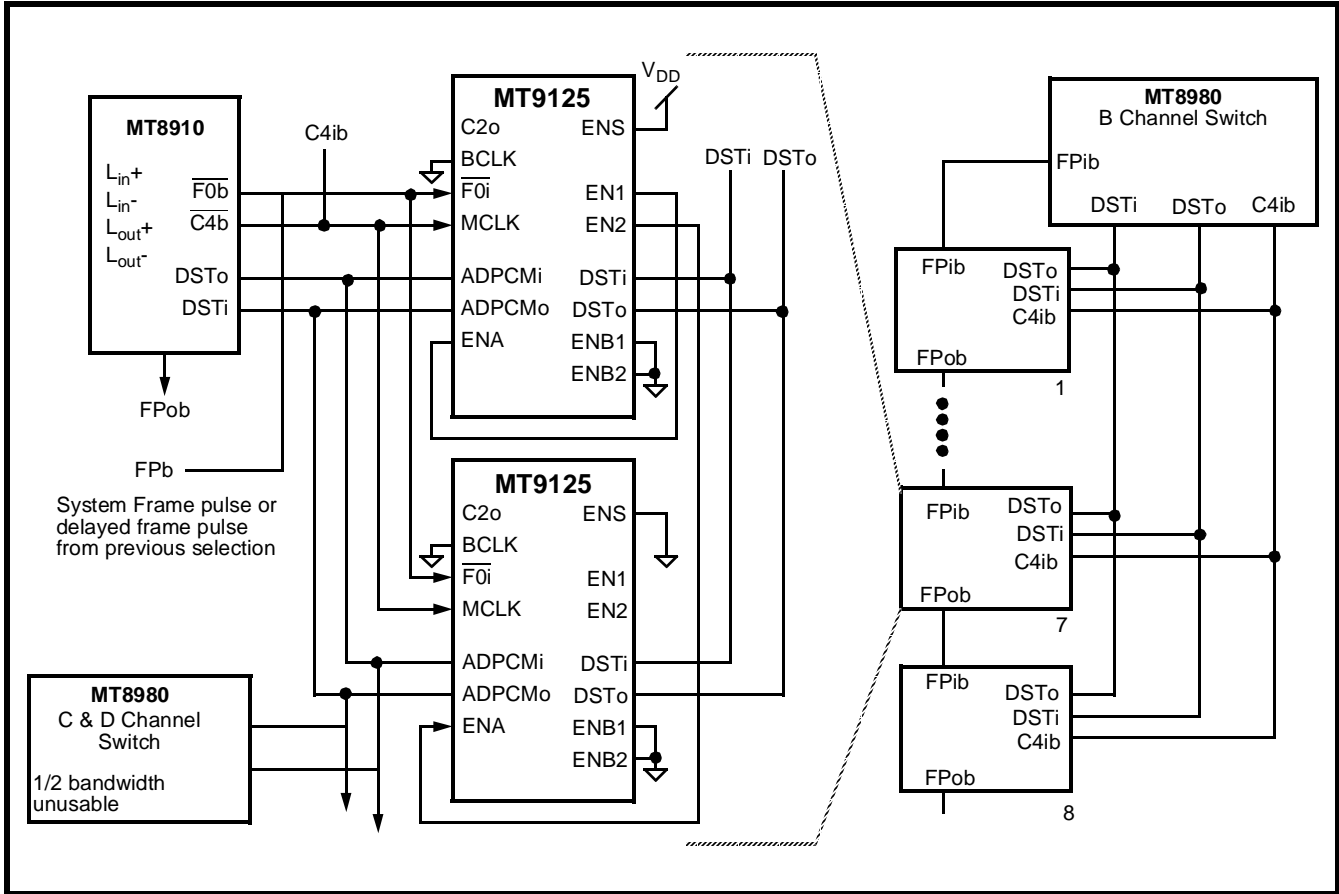 MT8910
Lin+
Lin-
Lout+
Lout-
F0b
C4b
DSTo
DSTi
FPob
FPb
System Frame pulse or
delayed frame pulse
from previous selection
C4ib
MT9125
C2o
BCLK
F0i
MCLK
ADPCMi
ADPCMo
ENA
ENS
EN1
EN2
DSTi
DSTo
ENB1
ENB2
VDD
DSTi DSTo
MT9125
C2o
BCLK
F0i
MCLK
ADPCMi
ADPCMo
ENA
ENS
EN1
EN2
DSTi
DSTo
ENB1
ENB2
MT8980
C & D Channel
Switch
1/2 bandwidth
unusable
MT8980
B Channel Switch
FPib
DSTi DSTo C4ib
FPib
DSTo
DSTi
C4ib
FPob
1
FPib
DSTo
DSTi
C4ib
FPob
7
FPib
DSTo
DSTi
C4ib
FPob
8